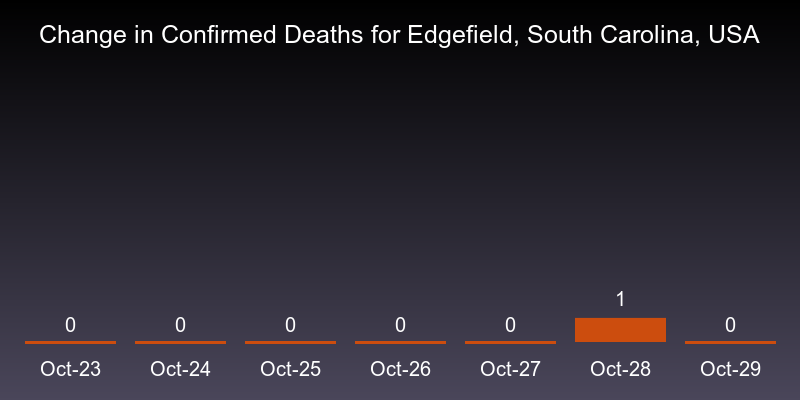 Change in Confirmed Deaths for Edgefield, South Carolina, USA
1
0 0 0 0 0 0
Oct-23 Oct-24 Oct-25 Oct-26 Oct-27 Oct-28 Oct-29